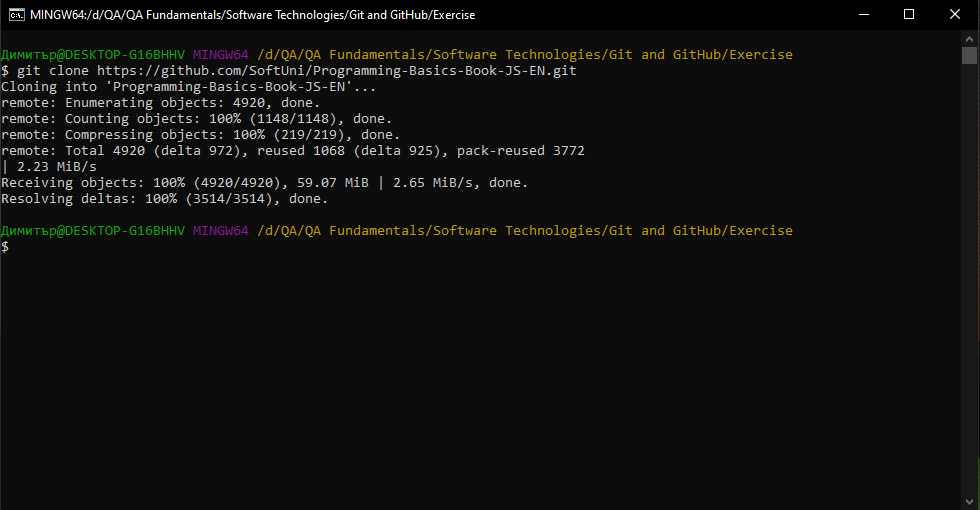 MINGW64:/d/QA/QA Fundamentals/Software Technologies/Git and GitHub/Exercise
Димитър@DESKTOP-G16BHHV MINGW64 /d/QA/QA Fundamentals/Software Technologies/Git and GitHub/Exercise
$ git clone https://github.com/SoftUni/Programming-Basics-Book-JS-EN.git
Cloning into 'Programming-Basics-Book-JS-EN'...
remote: Enumerating objects: 4920, done.
remote: Counting objects: 100% (1148/1148), done.
remote: Compressing objects: 100% (219/219), done.
remote: Total 4920 (delta 972), reused 1068 (delta 925), pack-reused 3772
| 2.23 MiB/s
Receiving objects: 100% (4920/4920), 59.07 MiB | 2.65 MiB/s, done.
Resolving deltas: 100% (3514/3514), done.
Димитър@DESKTOP-G16BHHV MINGW64 /d/QA/QA Fundamentals/Software Technologies/Git and GitHub/Exercise
$